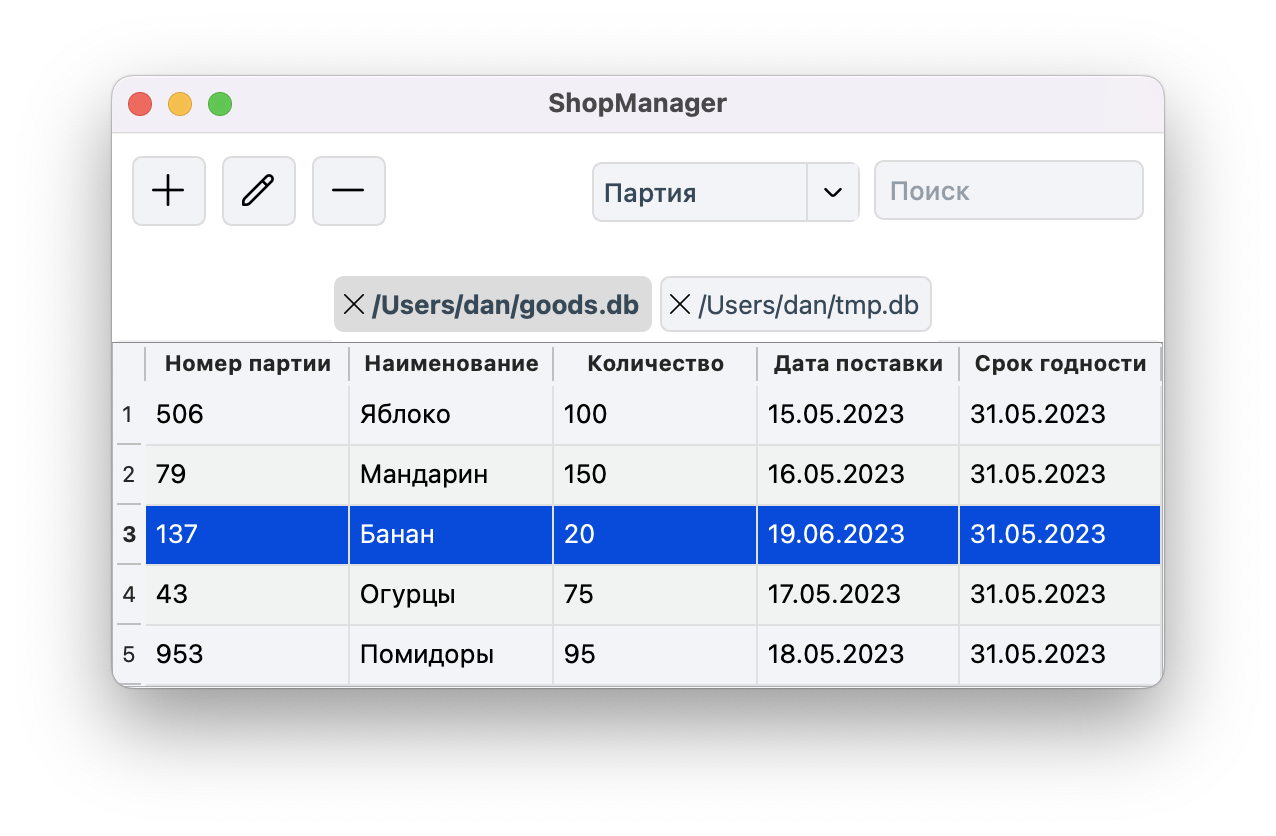 ShopManager
Партия Поиск
/Users/dan/goods.db /Users/dan/tmp.db
Номер партии Наименование Количество Дата поставки Срок годности
1 506 Яблоко 100 15.05.2023 31.05.2023
2 79 Мандарин 150 16.05.2023 31.05.2023
3 137 Банан 20 19.06.2023 31.05.2023
4 43 Огурцы 75 17.05.2023 31.05.2023
5 953 Помидоры 95 18.05.2023 31.05.2023